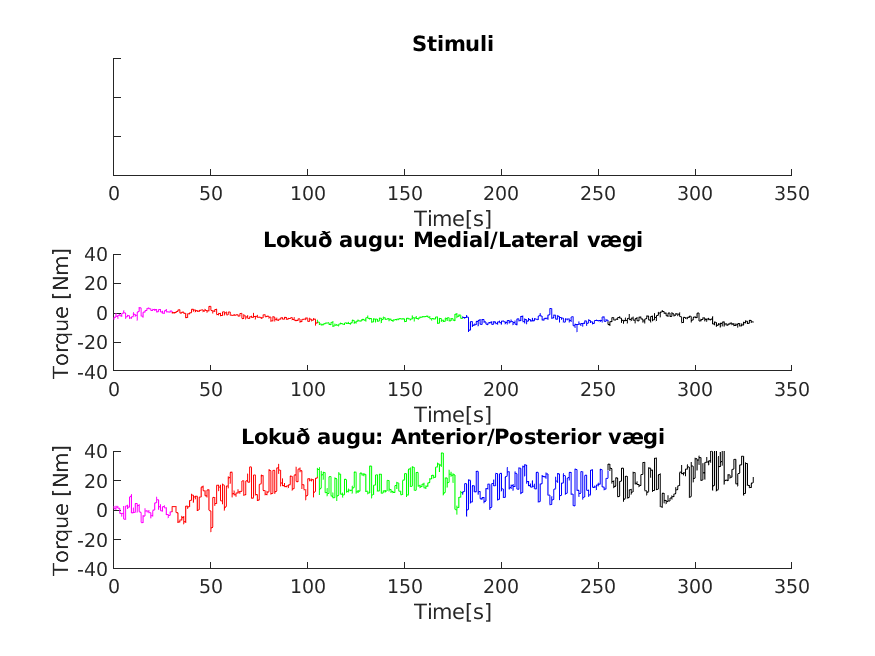 Stimuli
0 50 100 150 200 250 300 350
Time[s]
Lokuð augu: Medial/Lateral vægi
40
20
0
-20
-40
Torque [Nm]
0 50 100 150 200 250 300 350
Time[s]
Lokuð augu: Anterior/Posterior vægi
40
20
0
-20
-40
Torque [Nm]
0 50 100 150 200 250 300 350
Time[s]